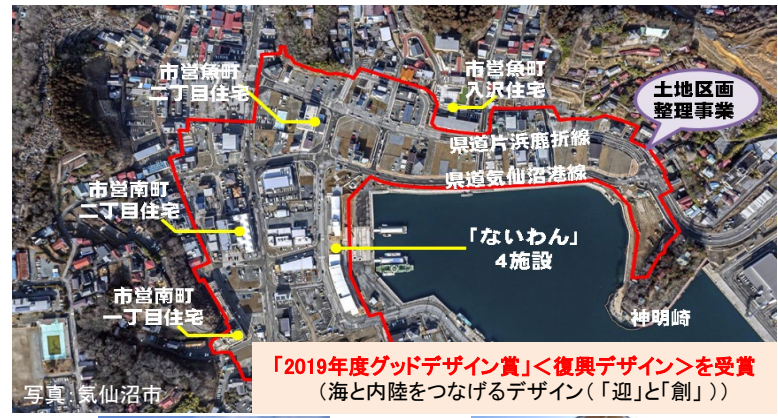 市営魚町
二丁目住宅
市営魚町
入沢住宅
土地区画
整理事業
県道片浜鹿折線
県道気仙沼港線
市営南町
二丁目住宅
「ないわん」
4施設
市営南町
一丁目住宅
神明崎
「2019年度グッドデザイン賞」<復興デザイン>を受賞
(海と内陸をつなげるデザイン(「迎」と「創」))
写真:気仙沼市